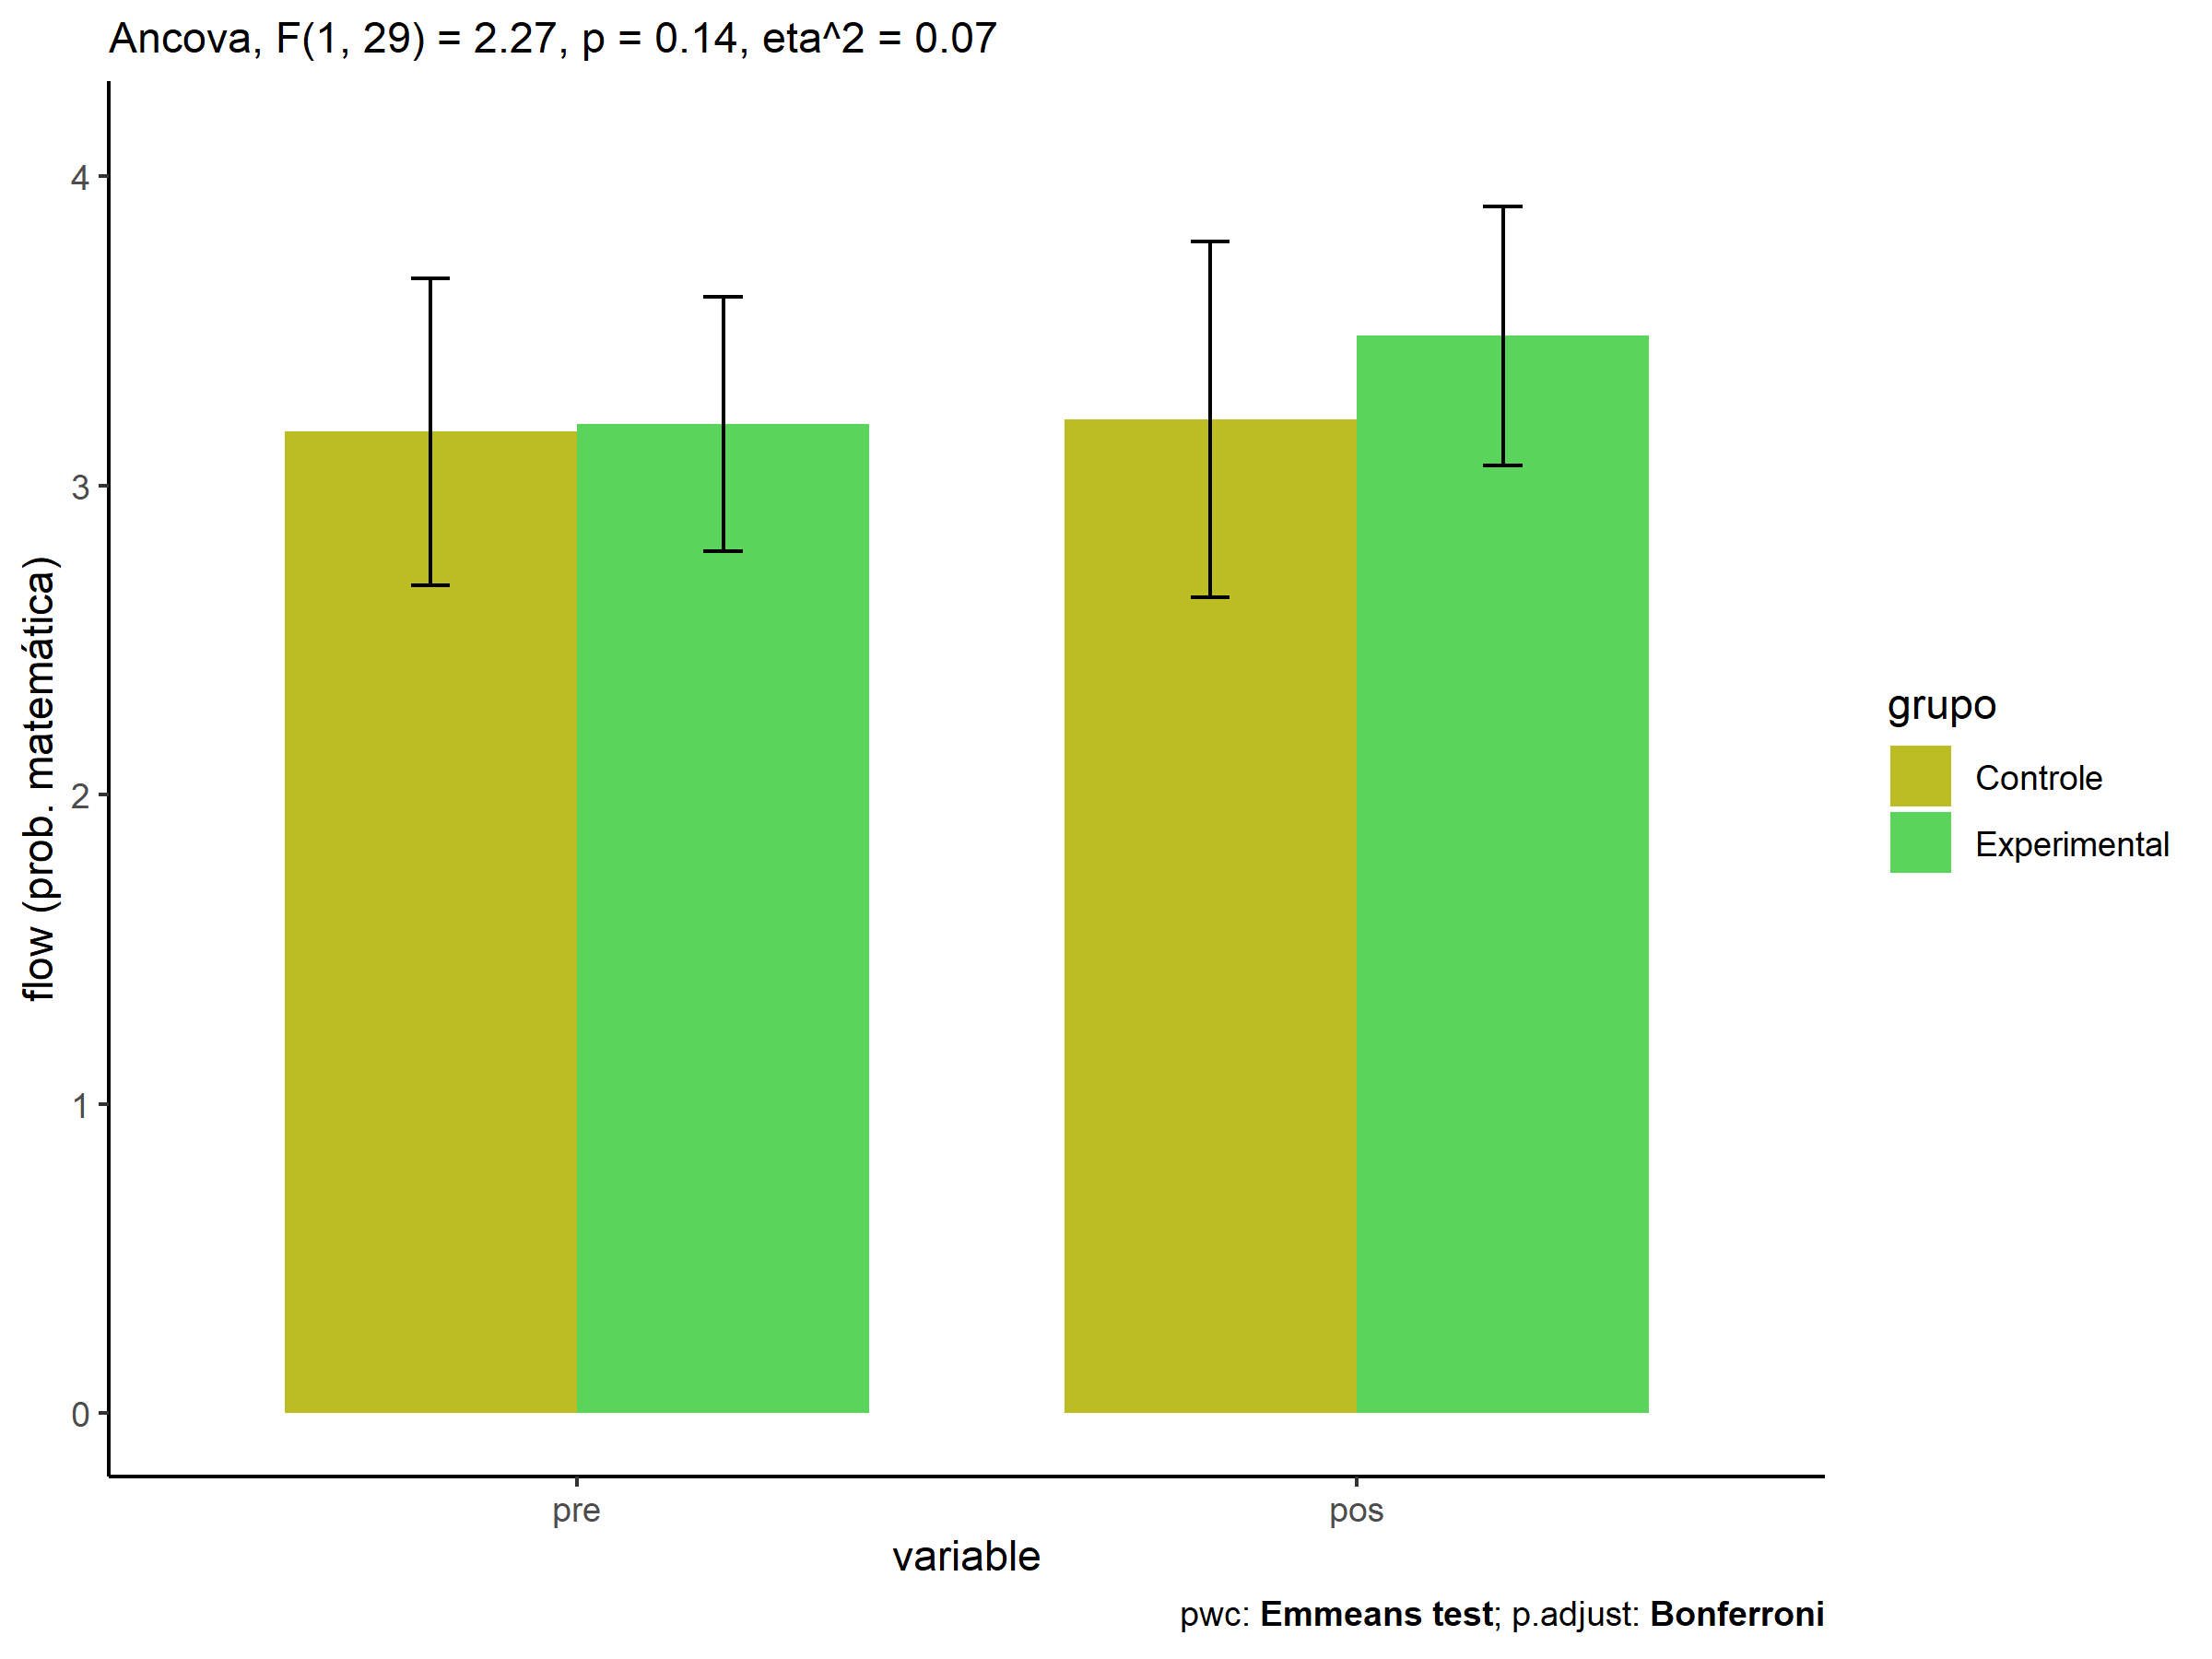 Ancova, F(1, 29) = 2.27, p = 0.14, eta^2 = 0.07
4
3
2
1
0
flow (prob. matemática)
pre
pos
variable
grupo
Controle
Experimental
pwc: Emmeans test; p.adjust: Bonferroni